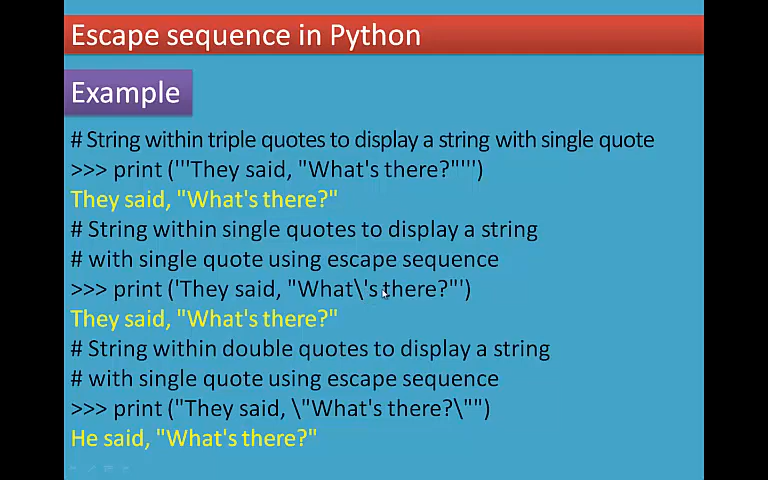 Escape sequence in Python
Example
# String within triple quotes to display a string with single quote
>>> print ('''They said, "What's there?"''')
They said, "What's there?"
# String within single quotes to display a string
# with single quote using escape sequence
>>> print ('They said, "What\'s there?"')
They said, "What's there?"
# String within double quotes to display a string
# with single quote using escape sequence
>>> print ("They said, \"What's there?\"")
He said, "What's there?"